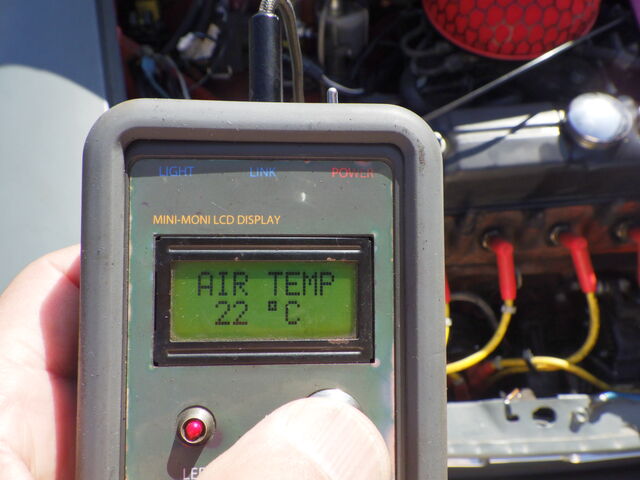 LIGHT LINK POWER
MINI-MONI LCD DISPLAY
AIR TEMP
22 °C